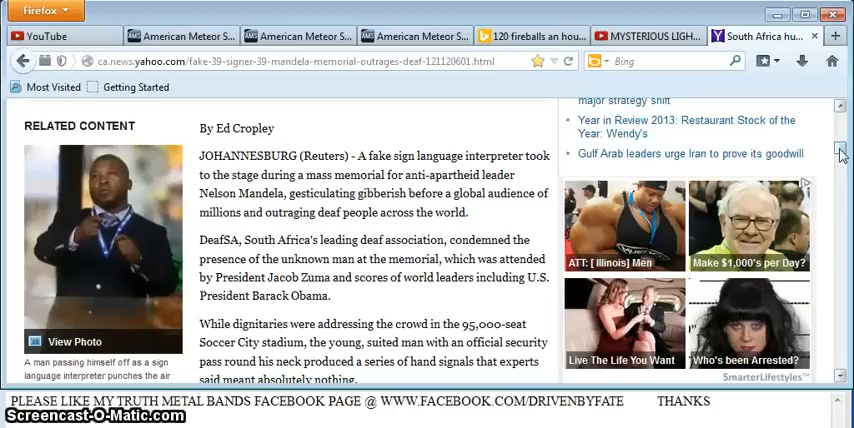 Firefox
YouTube
American Meteor S...
American Meteor S...
American Meteor S...
120 fireballs an hou...
MYSTERIOUS LIGH...
South Africa hu...
ca.news.yahoo.com/fake-39-signer-39-mandela-memorial-outrages-deaf-121120601.html
Bing
Most Visited
Getting Started
RELATED CONTENT
View Photo
A man passing himself off as a sign
language interpreter punches the air
By Ed Cropley
JOHANNESBURG (Reuters) - A fake sign language interpreter took
to the stage during a mass memorial for anti-apartheid leader
Nelson Mandela, gesticulating gibberish before a global audience of
millions and outraging deaf people across the world.
DeafSA, South Africa's leading deaf association, condemned the
presence of the unknown man at the memorial, which was attended
by President Jacob Zuma and scores of world leaders including U.S.
President Barack Obama.
While dignitaries were addressing the crowd in the 95,000-seat
Soccer City stadium, the young, suited man with an official security
pass round his neck produced a series of hand signals that experts
said meant absolutely nothing.
major strategy shift
Year in Review 2013: Restaurant Stock of the
Year: Wendy's
Gulf Arab leaders urge Iran to prove its goodwill
ATT: [ Illinois] Men
Make $1,000's per Day?
Live The Life You Want
Who's been Arrested?
SmarterLifestyles
PLEASE LIKE MY TRUTH METAL BANDS FACEBOOK PAGE @ WWW.FACEBOOK.COM/DRIVENBYFATE THANKS
Screencast-O-Matic.com